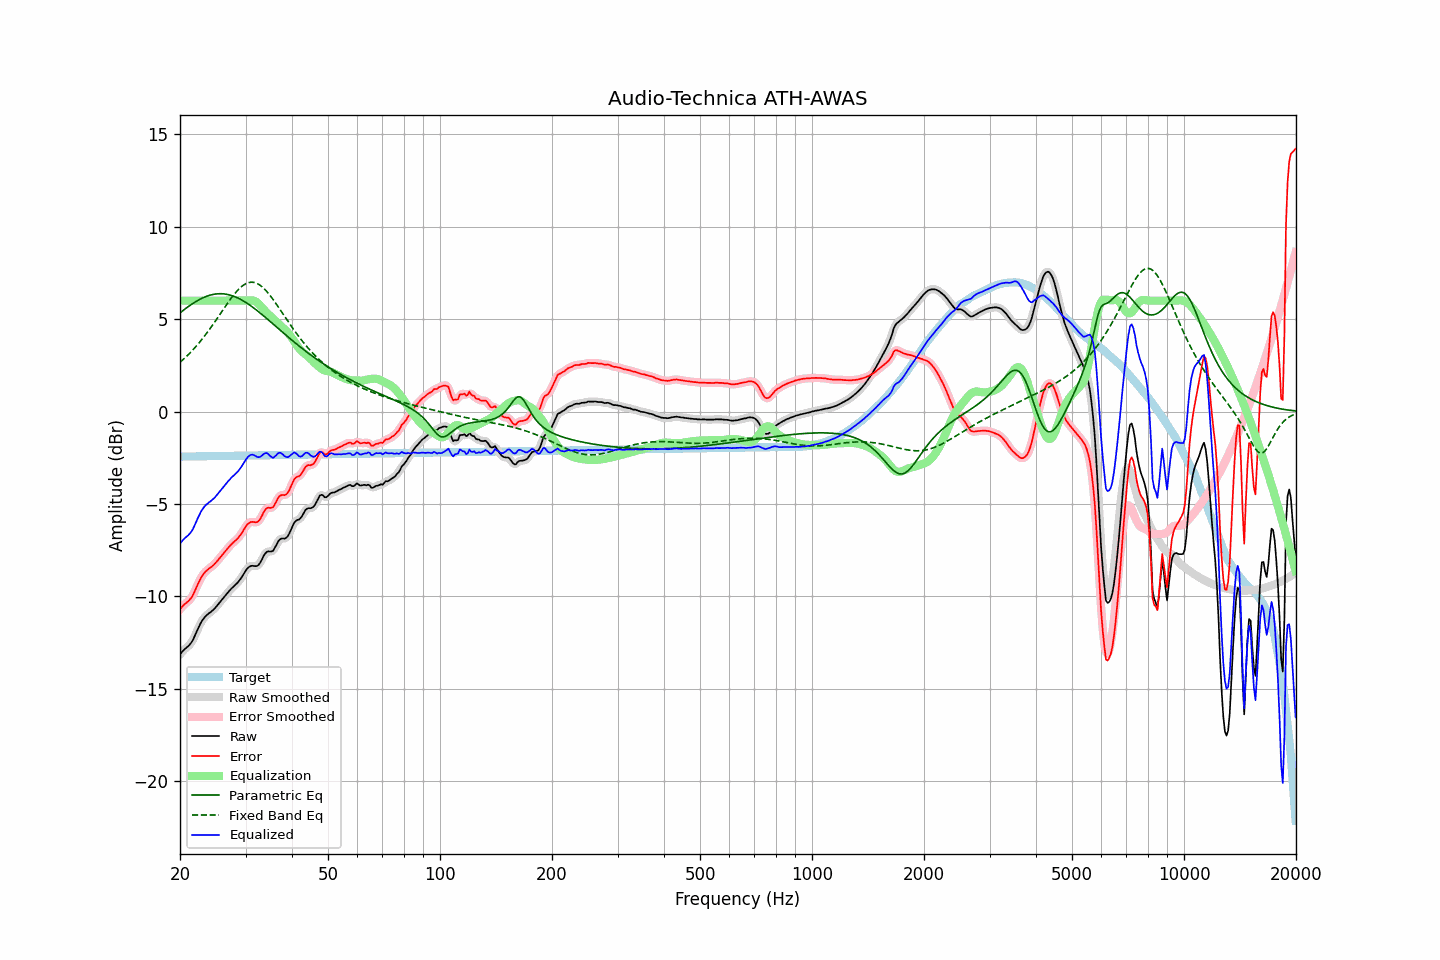 Audio-Technica ATH-AWAS
Amplitude (dBr)
15
10
5
0
−5
−10
−15
−20
Target
Raw Smoothed
Error Smoothed
Raw
Error
Equalization
Parametric Eq
Fixed Band Eq
Equalized
20 50 100 200 500 1000 2000 5000 10000 20000
Frequency (Hz)